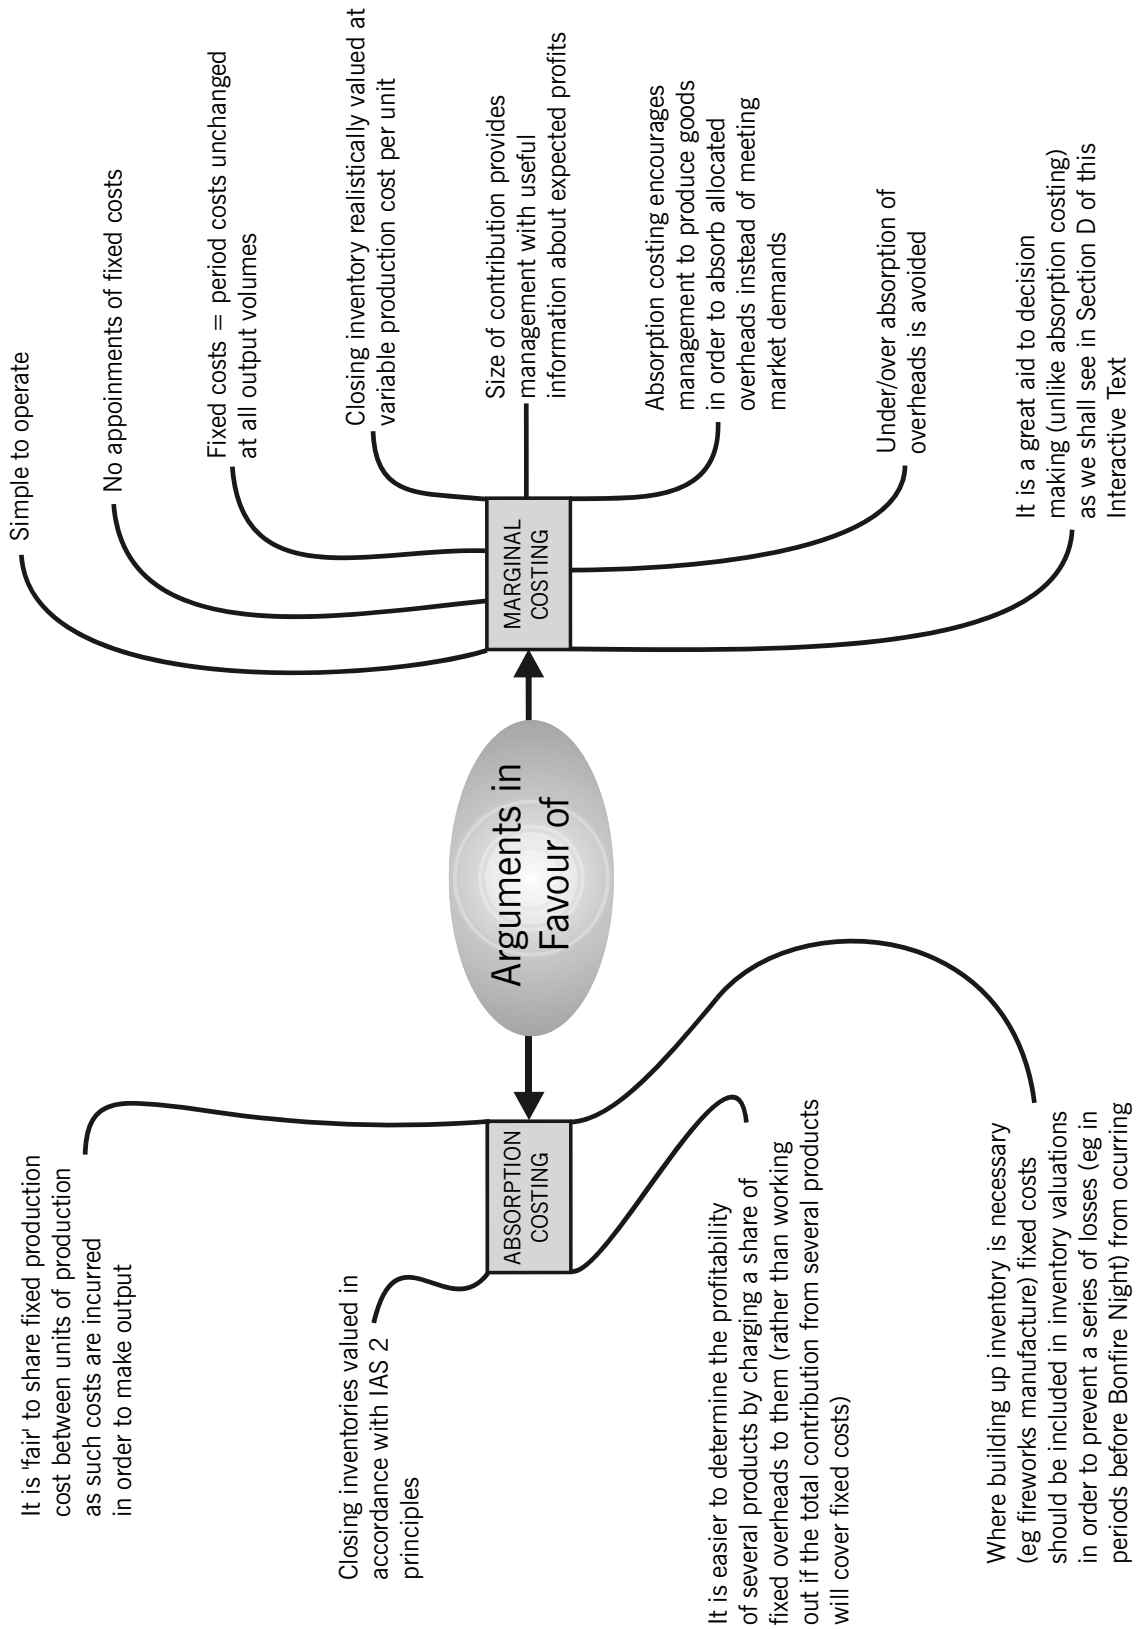 Arguments in
Favour of
ABSORPTION
COSTING
It is 'fair' to share fixed production
cost between units of production
as such costs are incurred
in order to make output
Closing inventories valued in
accordance with IAS 2
principles
It is easier to determine the profitability
of several products by charging a share of
fixed overheads to them (rather than working
out if the total contribution from several products
will cover fixed costs)
Where building up inventory is necessary
(eg fireworks manufacture) fixed costs
should be included in inventory valuations
in order to prevent a series of losses (eg in
periods before Bonfire Night) from ocurring
MARGINAL
COSTING
Simple to operate
No appoinments of fixed costs
Fixed costs = period costs unchanged
at all output volumes
Closing inventory realistically valued at
variable production cost per unit
Size of contribution provides
management with useful
information about expected profits
Absorption costing encourages
management to produce goods
in order to absorb allocated
overheads instead of meeting
market demands
Under/over absorption of
overheads is avoided
It is a great aid to decision
making (unlike absorption costing)
as we shall see in Section D of this
Interactive Text